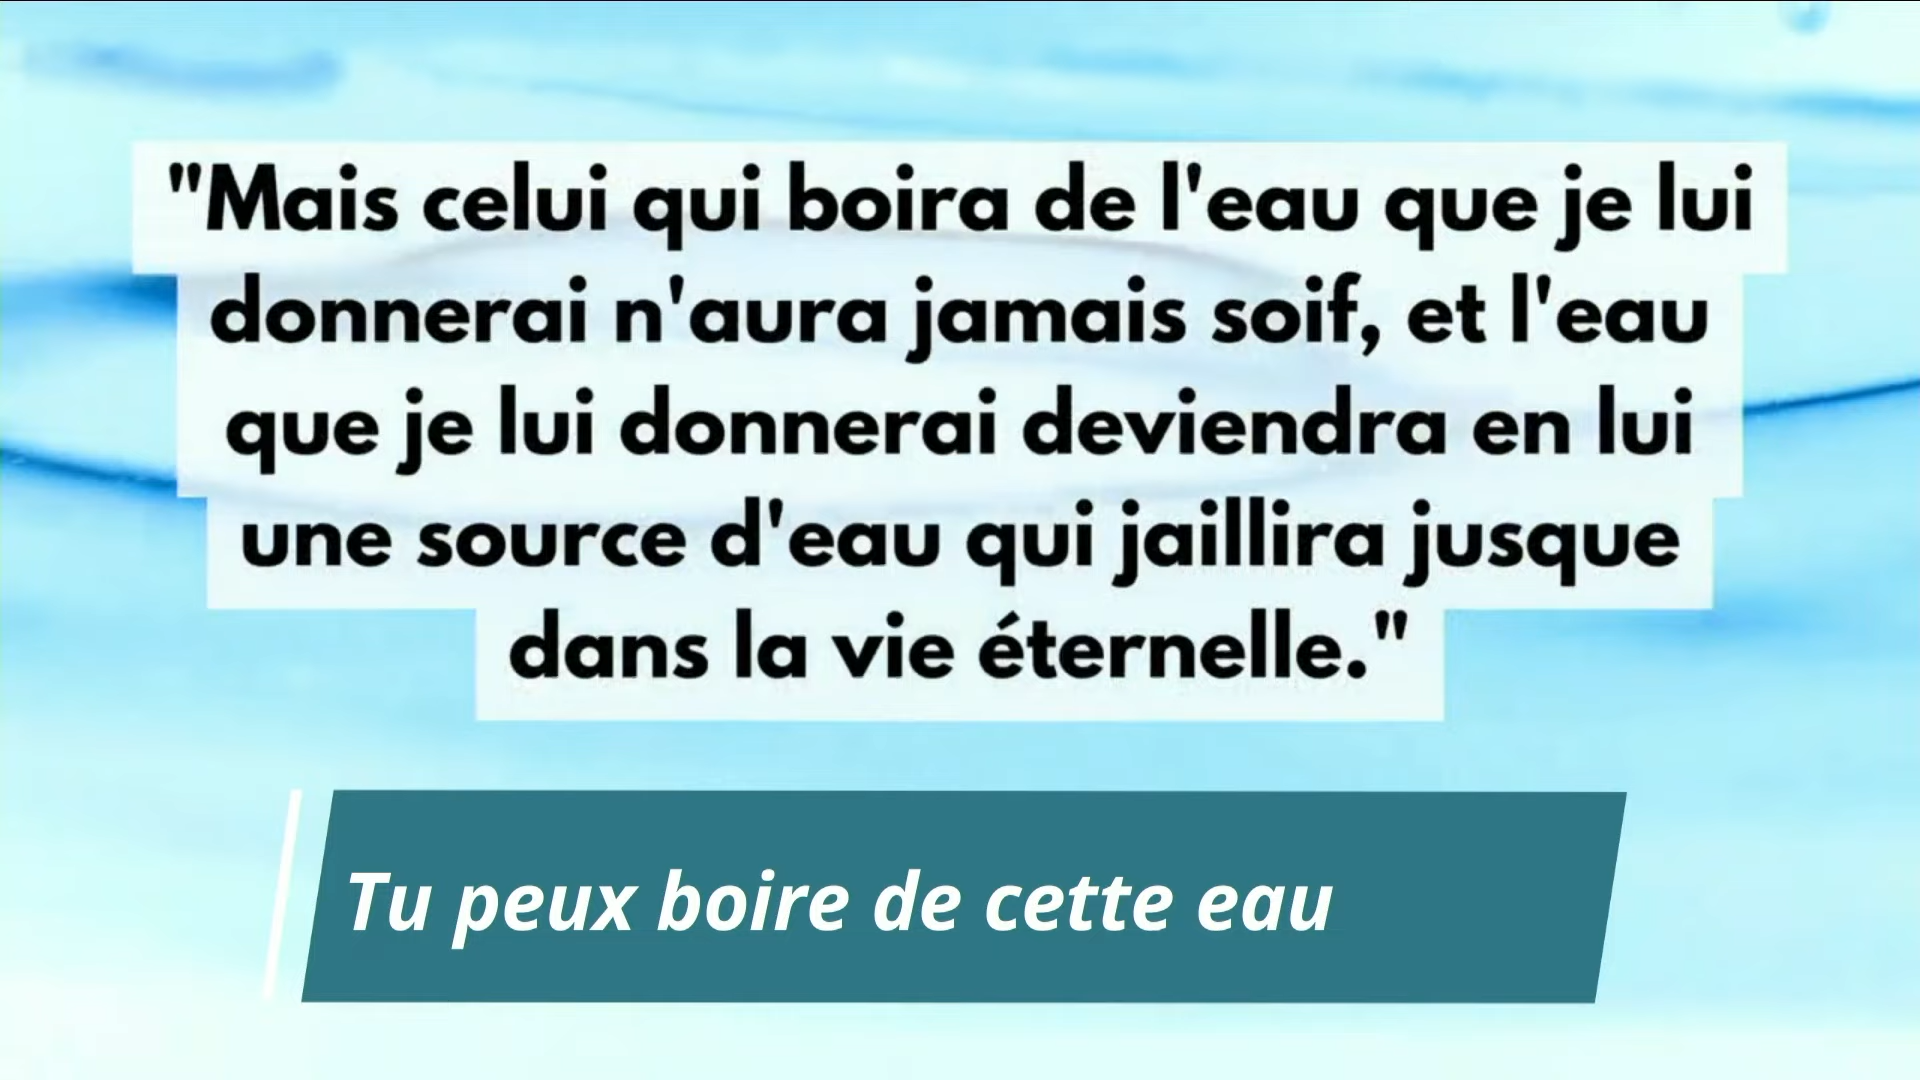 "Mais celui qui boira de l'eau que je lui
donnerai n'aura jamais soif, et l'eau
que je lui donnerai deviendra en lui
une source d'eau qui jaillira jusque
dans la vie éternelle."
Tu peux boire de cette eau